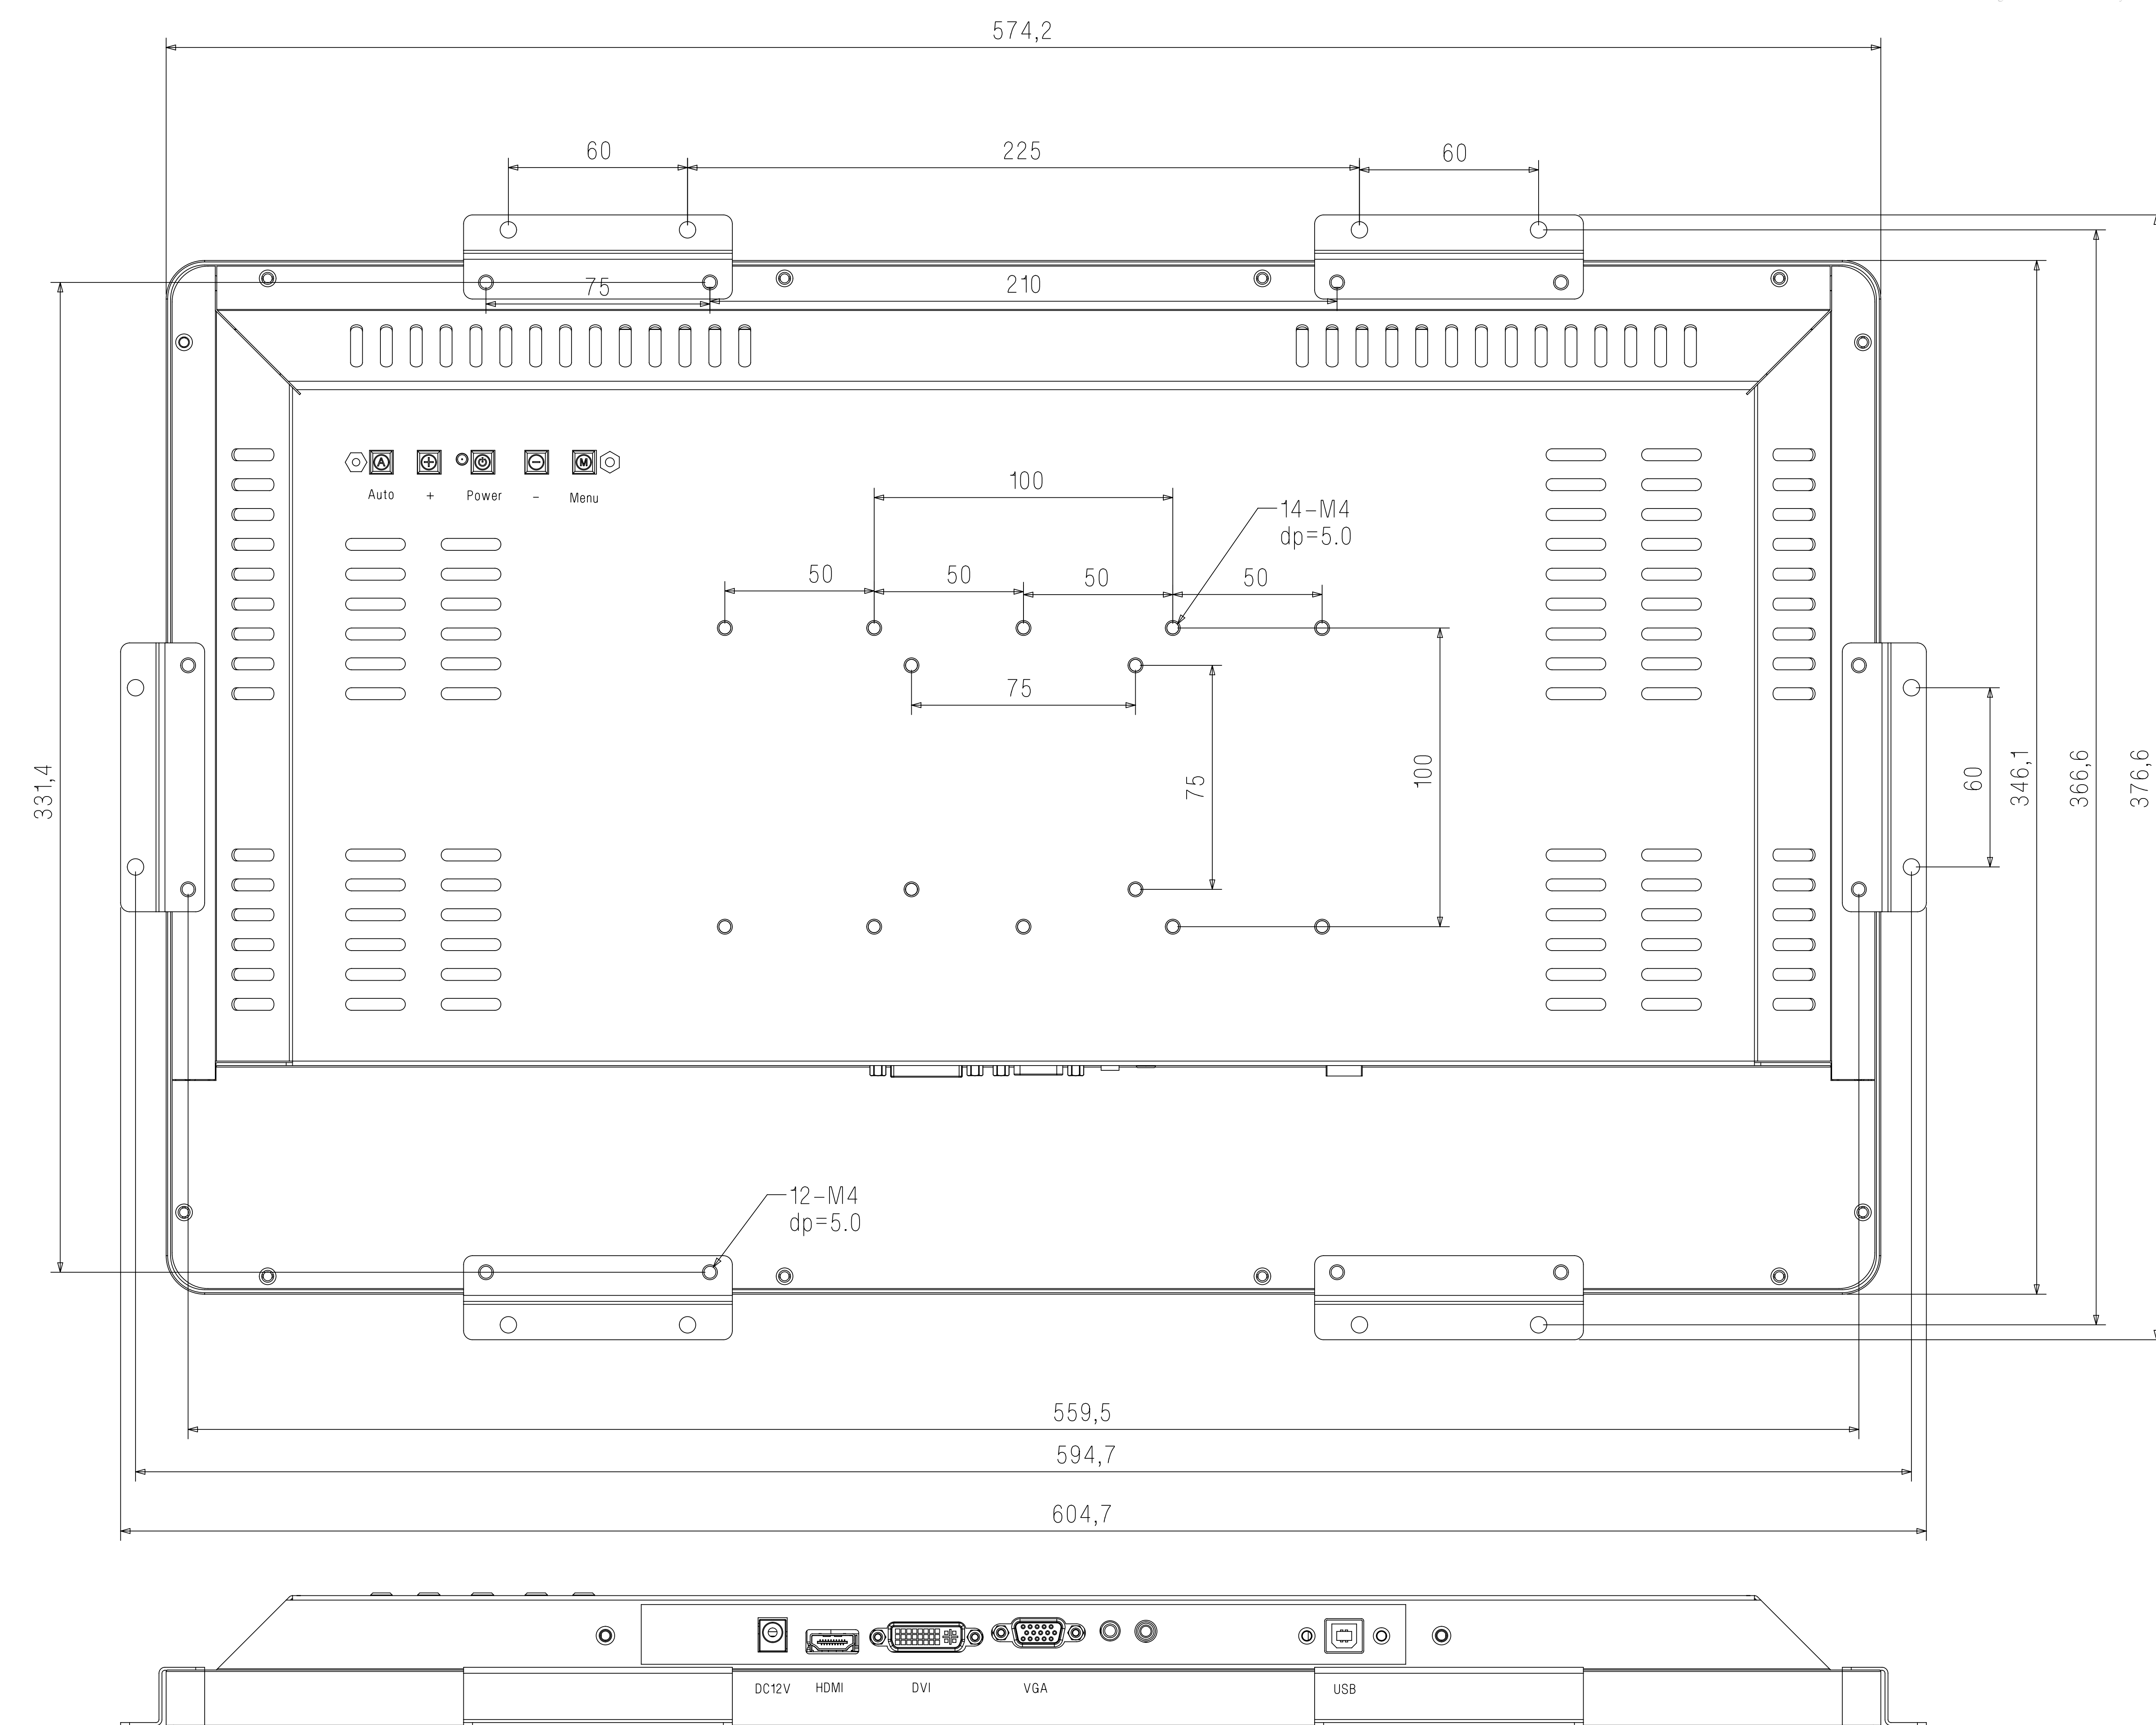 574,2
60
225
60
75
210
A
M
Auto
+
Power
-
Menu
100
14-M4
dp=5.0
50
50
50
50
75
75
100
331,4
60
346,1
366,6
376,6
12-M4
dp=5.0
559,5
594,7
604,7
DC12V
HDMI
DVI
VGA
USB